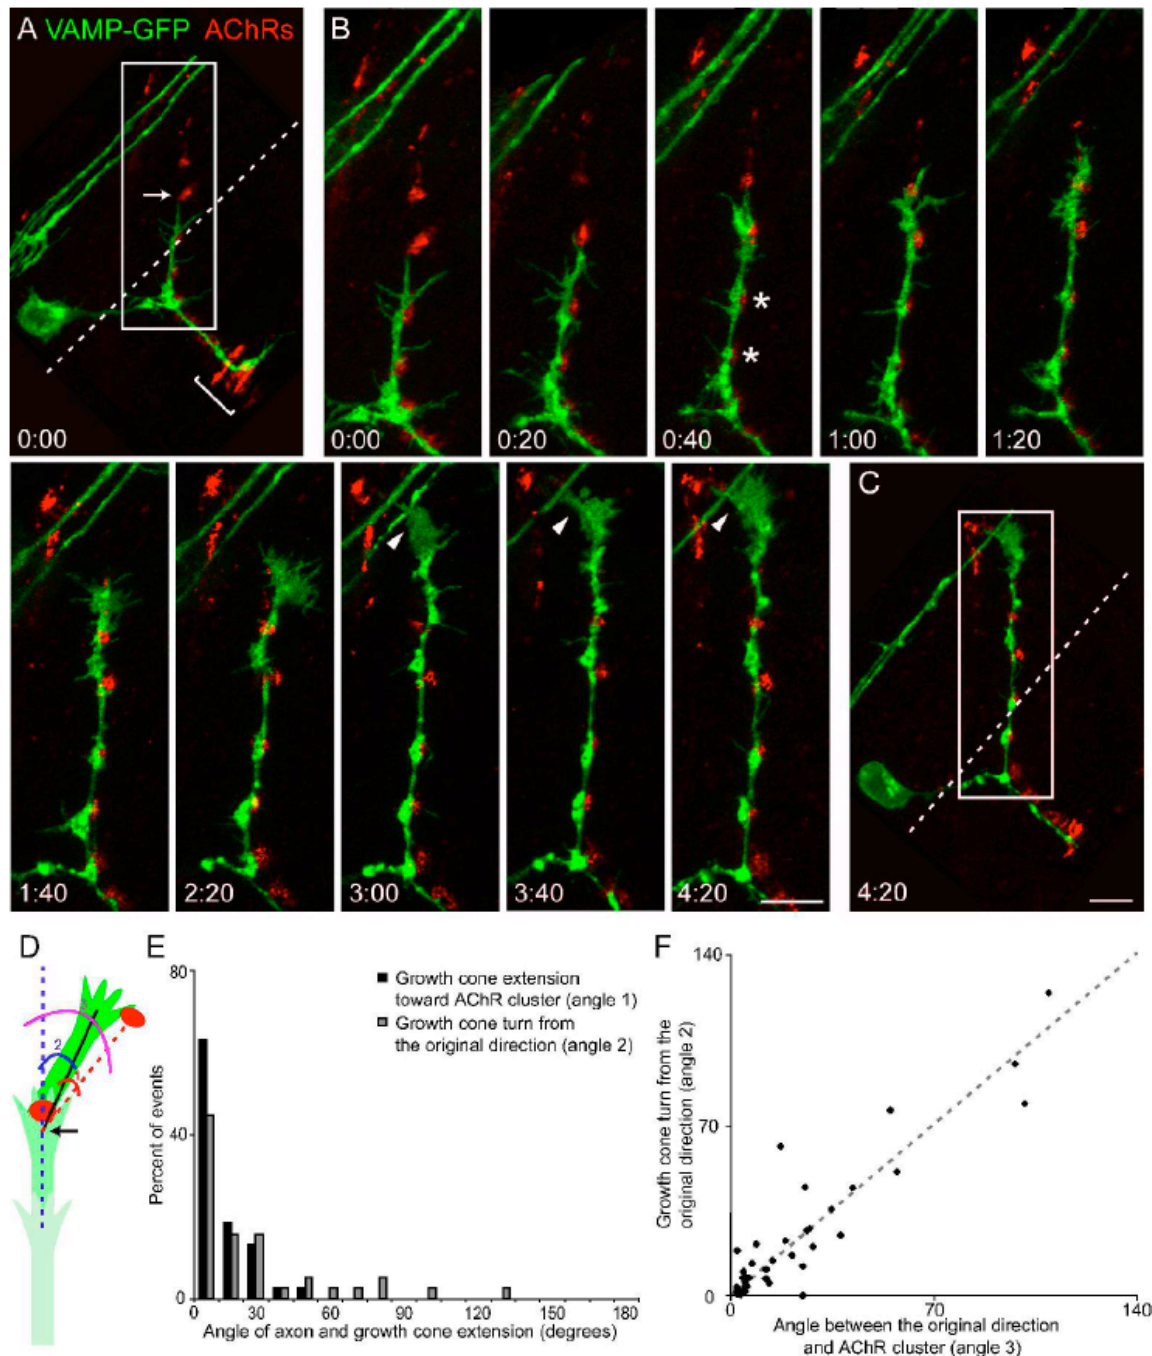 A VAMP-GFP AChRs
B
0:00
0:00
0:20
0:40
*
*
1:00
1:20
1:40
2:20
3:00
3:40
4:20
C
4:20
D
2
E
80
40
0
Percent of events
Growth cone extension
toward AChR cluster (angle 1)
Growth cone turn from
the original direction (angle 2)
0 30 60 90 120 150 180
Angle of axon and growth cone extension (degrees)
F
140
70
0
Growth cone turn from the
original direction (angle 2)
0 70 140
Angle between the original direction
and AChR cluster (angle 3)